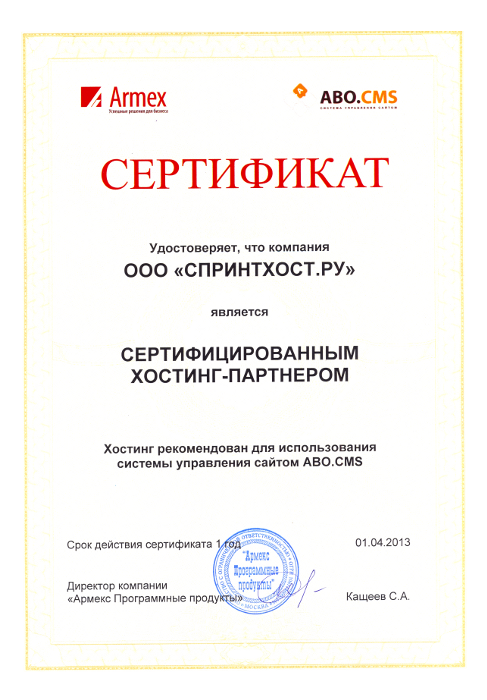 Armex
Успешные решения для бизнеса
ABO.CMS
СИСТЕМА УПРАВЛЕНИЯ САЙТОМ
СЕРТИФИКАТ
Удостоверяет, что компания
ООО «СПРИНТХОСТ.РУ»
является
СЕРТИФИЦИРОВАННЫМ
ХОСТИНГ-ПАРТНЕРОМ
Хостинг рекомендован для использования
системы управления сайтом ABO.CMS
Срок действия сертификата 1 год
01.04.2013
"Армекс
Программные
продукты"
МОСКВА
Директор компании
«Армекс Программные продукты»
Кащеев С.А.